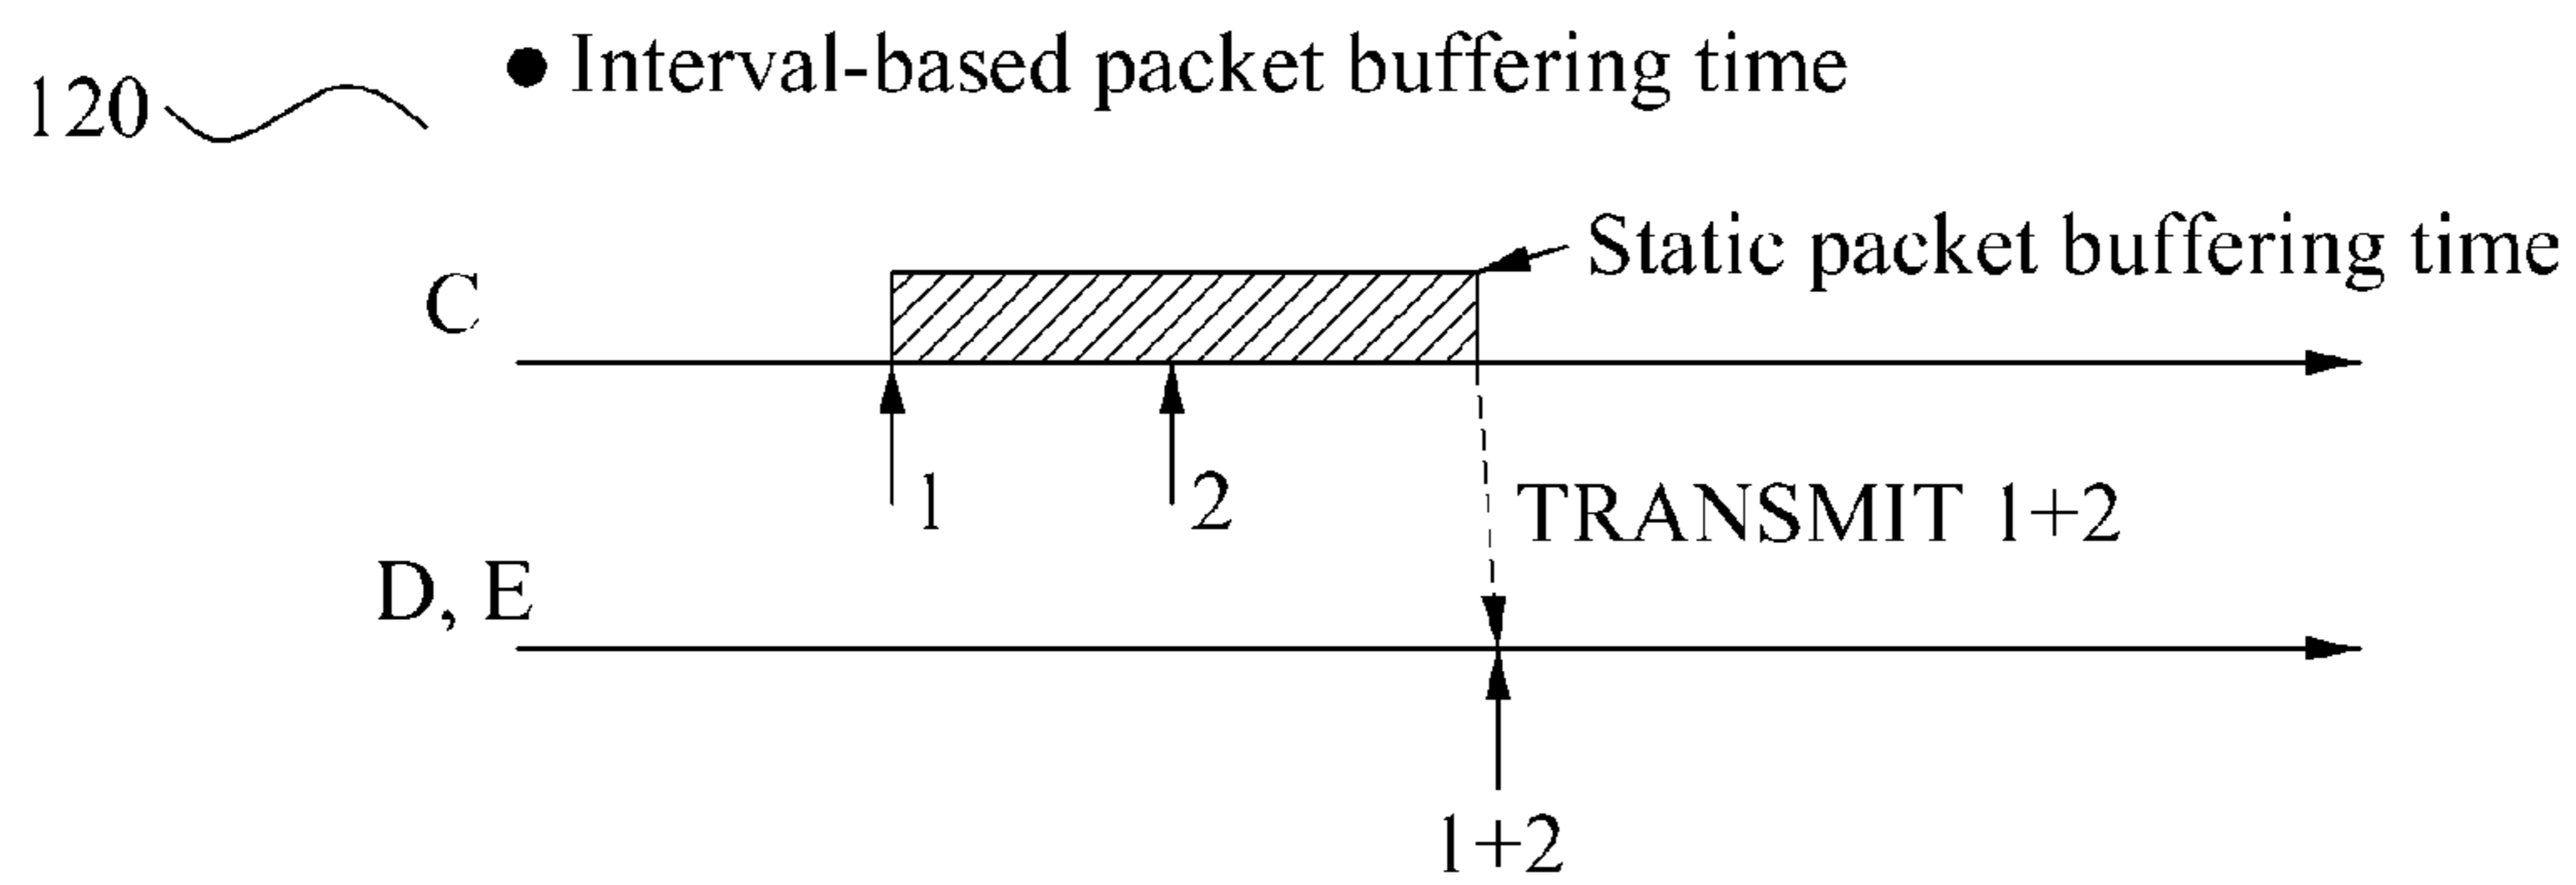 ● Interval-based packet buffering time
120
Static packet buffering time
C
1
2
TRANSMIT 1+2
D, E
1+2